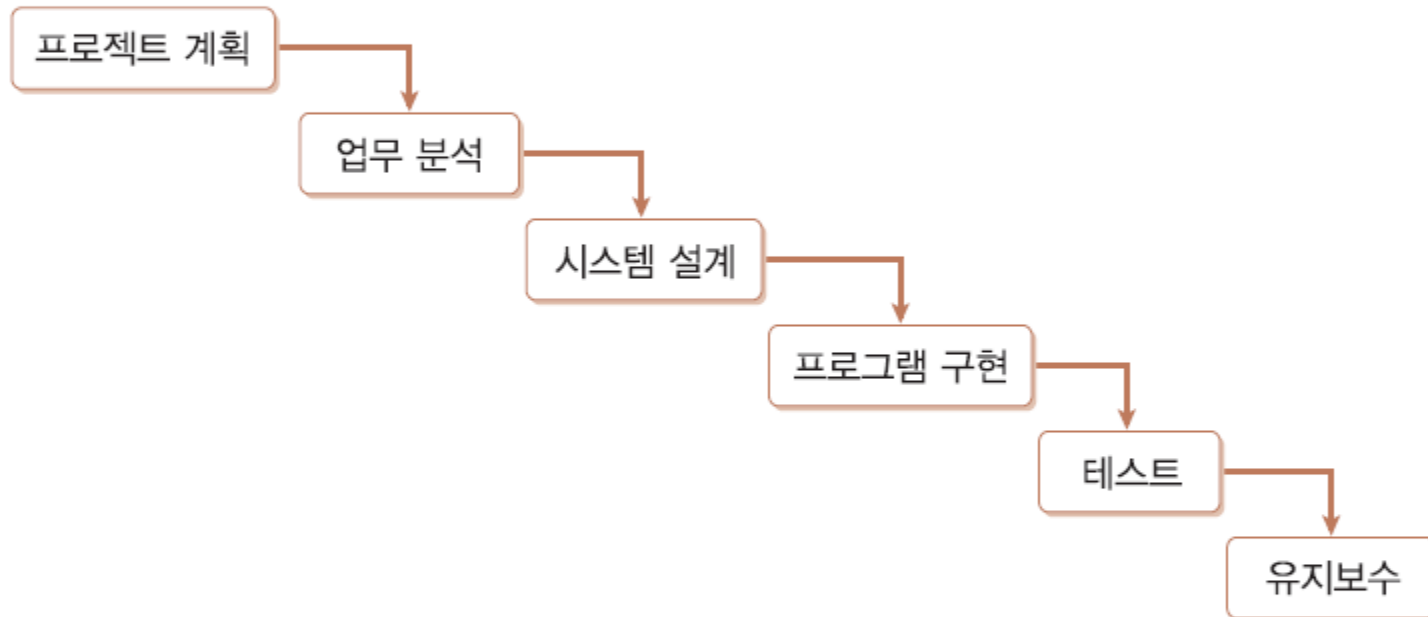 프로젝트 계획
업무 분석
시스템 설계
프로그램 구현
테스트
유지보수